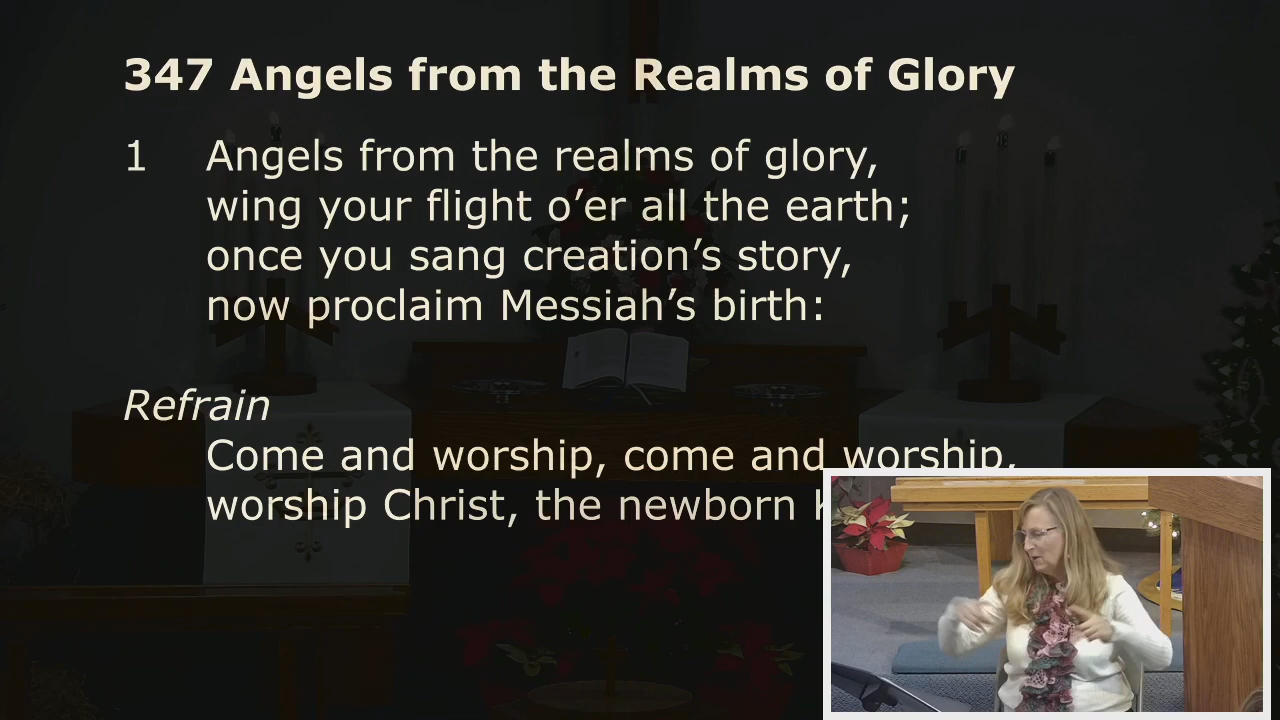 347 Angels from the Realms of Glory
1 Angels from the realms of glory,
wing your flight o’er all the earth;
once you sang creation’s story,
now proclaim Messiah’s birth:
Refrain
Come and worship, come and worship,
worship Christ, the newborn